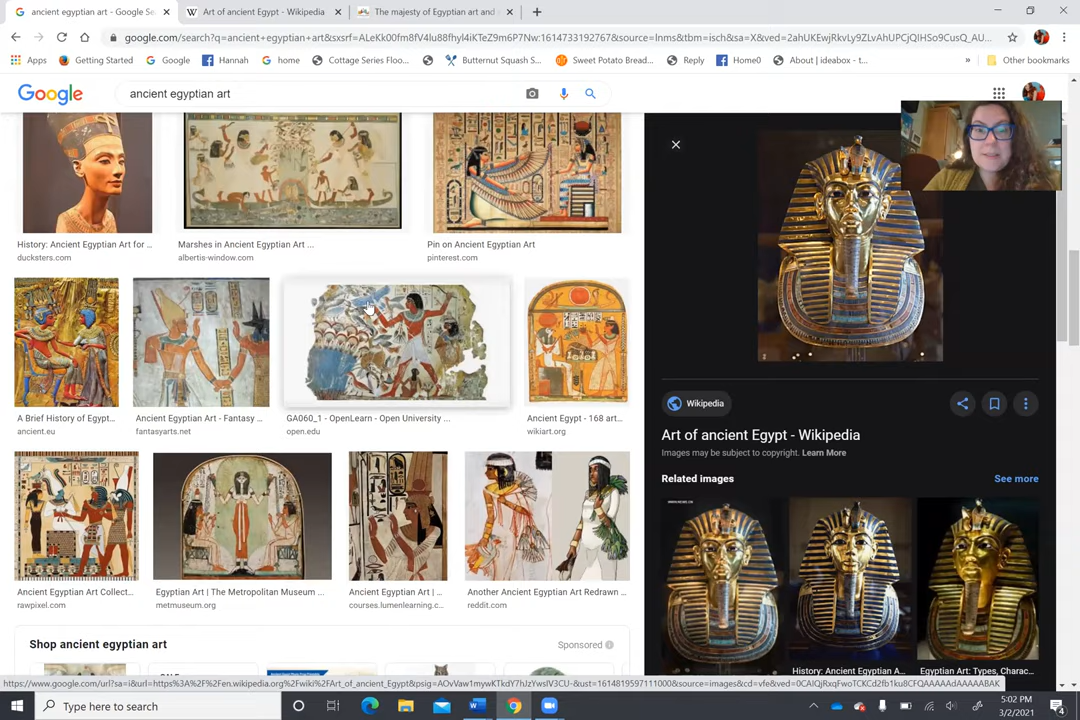 ancient egyptian art - Google Se
Art of ancient Egypt - Wikipedia
The majesty of Egyptian art and
google.com/search?q=ancient+egyptian+art&sxsrf=ALeKk00fm8fV4lu88fhyl4iKTeZ9m6P7Nw:1614733192767&source=lnms&tbm=isch&sa=X&ved=2ahUKEwjRkvLy9ZLvAhUPCjQIHSo9CusQ_AU...
Apps
Getting Started
Google
Hannah
home
Cottage Series Floo...
Butternut Squash S...
Sweet Potato Bread...
Reply
Home0
About | ideabox - t...
»
Other bookmarks
Google
ancient egyptian art
History: Ancient Egyptian Art for ...
ducksters.com
Marshes in Ancient Egyptian Art ...
albertis-window.com
Pin on Ancient Egyptian Art
pinterest.com
A Brief History of Egypt...
ancient.eu
Ancient Egyptian Art - Fantasy ...
fantasyarts.net
GA060_1 - OpenLearn - Open University ...
open.edu
Ancient Egypt - 168 art...
wikiart.org
Ancient Egyptian Art Collect...
rawpixel.com
Egyptian Art | The Metropolitan Museum ...
metmuseum.org
Ancient Egyptian Art | ...
courses.lumenlearning.c...
Another Ancient Egyptian Art Redrawn ...
reddit.com
Shop ancient egyptian art
Sponsored
Wikipedia
Art of ancient Egypt - Wikipedia
Images may be subject to copyright. Learn More
Related images
See more
History: Ancient Egyptian A...
Egyptian Art: Types, Charac...
Type here to search
5:02 PM
3/2/2021
4